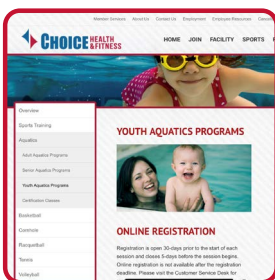 Member Services About Us Contact Us Employment Employee Resources
CHOICE HEALTH
& FITNESS
HOME JOIN FACILITY SPORTS
Overview
Sports Training
Aquatics
Adult Aquatics Programs
Senior Aquatics Programs
Youth Aquatics Programs
Certification Classes
Basketball
Racquetball
Tennis
Volleyball
YOUTH AQUATICS PROGRAMS
ONLINE REGISTRATION
Registration is open 30-days prior to the start of each
session and closes 5-days before the session begins.
Online registration is not available after the registration
deadline. Please visit the Customer Service Desk for